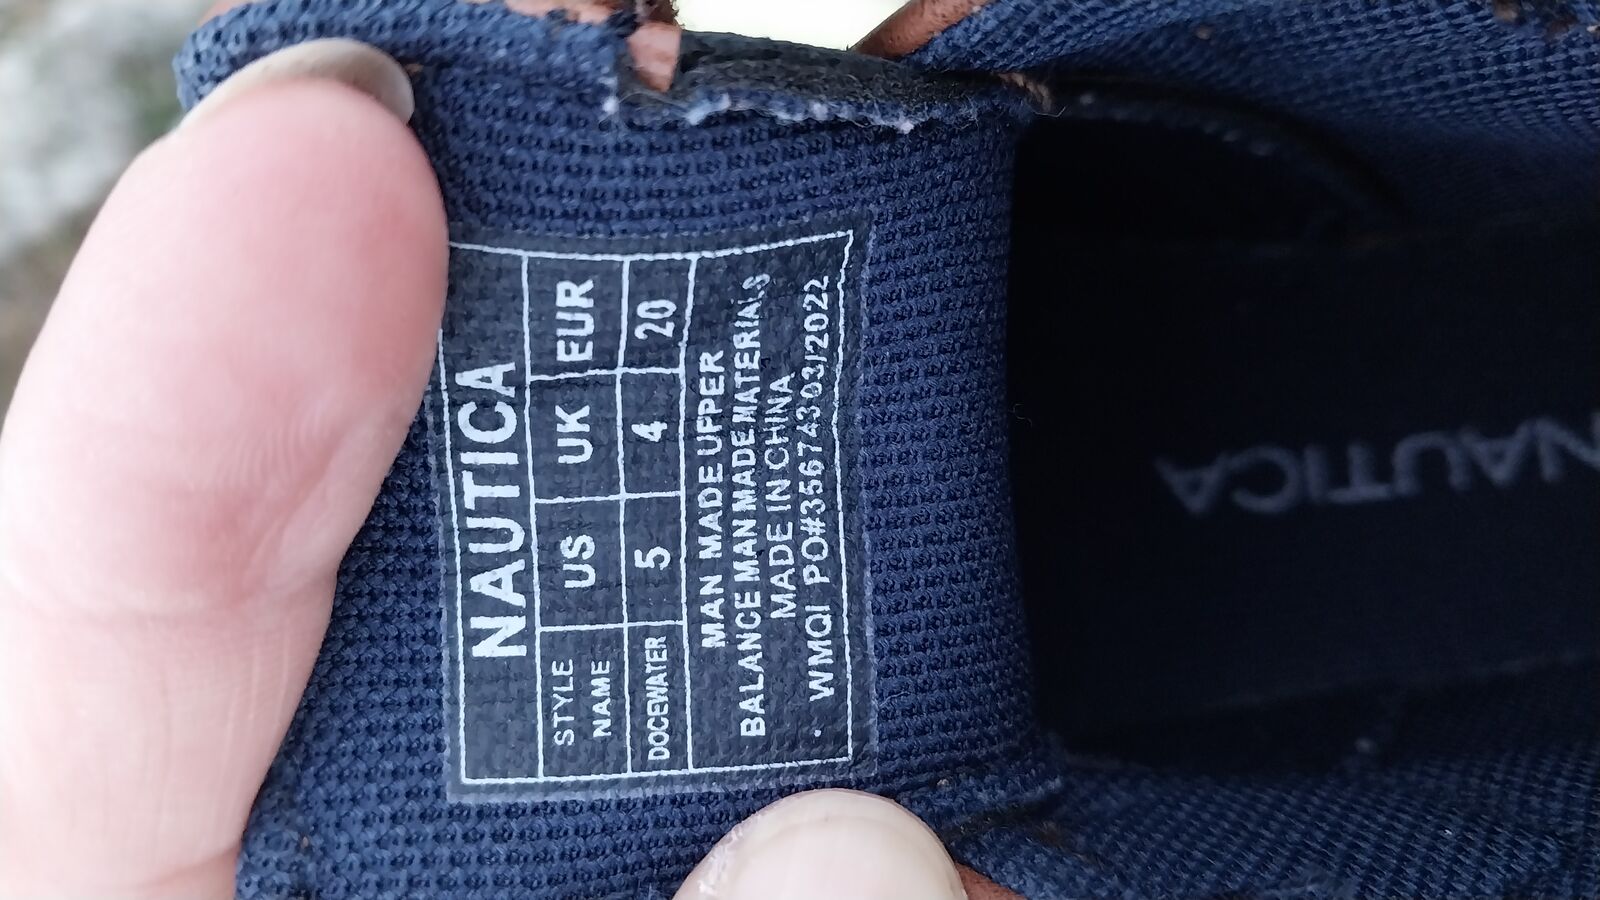 NAUTICA
STYLE NAME US UK EUR
DOCEWATER 5 4 20
MAN MADE UPPER
BALANCE MAN MADE MATERIALS
MADE IN CHINA
WMQI PO#35674303/2022
NAUTICA